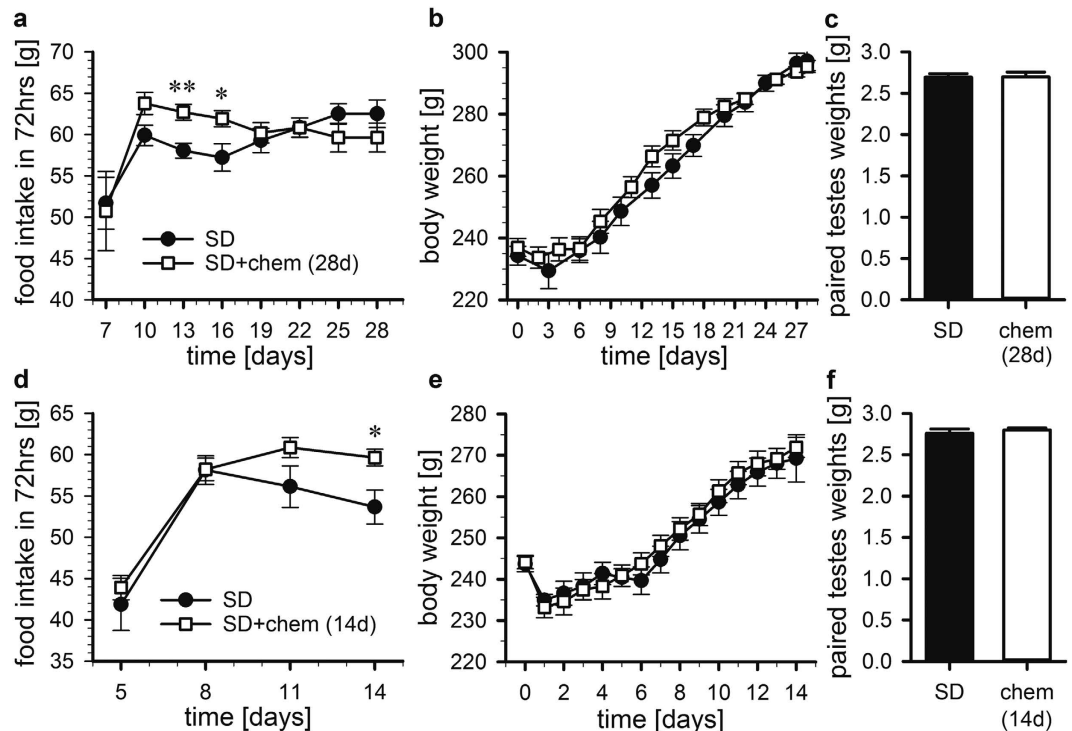 a
food intake in 72hrs [g]
70
65
60
55
50
45
40
** *
SD
SD+chem (28d)
7 10 13 16 19 22 25 28
time [days]
b
body weight [g]
300
280
260
240
220
0 3 6 9 12 15 18 21 24 27
time [days]
c
paired testes weights [g]
3.0
2.5
2.0
1.5
1.0
0.5
0.0
SD chem
(28d)
d
food intake in 72hrs [g]
65
60
55
50
45
40
35
*
SD
SD+chem (14d)
5 8 11 14
time [days]
e
body weight [g]
280
270
260
250
240
230
220
0 2 4 6 8 10 12 14
time [days]
f
paired testes weights [g]
3.0
2.5
2.0
1.5
1.0
0.5
0.0
SD chem
(14d)